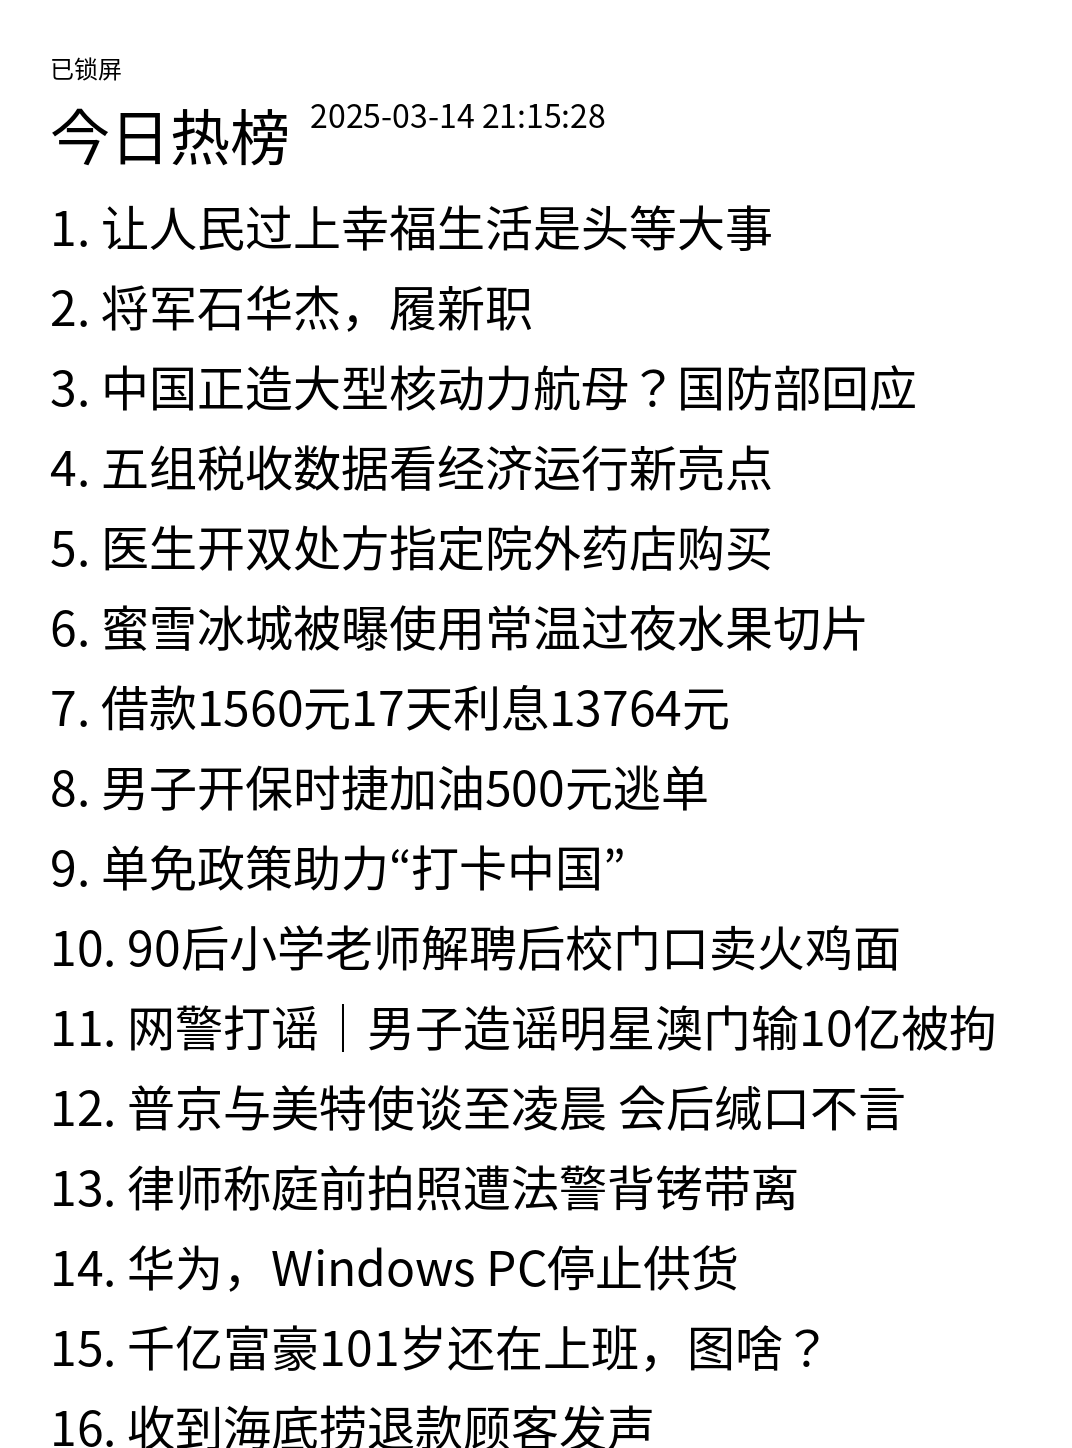 已锁屏
今日热榜 2025-03-14 21:15:28
1. 让人民过上幸福生活是头等大事
2. 将军石华杰，履新职
3. 中国正造大型核动力航母？国防部回应
4. 五组税收数据看经济运行新亮点
5. 医生开双处方指定院外药店购买
6. 蜜雪冰城被曝使用常温过夜水果切片
7. 借款1560元17天利息13764元
8. 男子开保时捷加油500元逃单
9. 单免政策助力“打卡中国”
10. 90后小学老师解聘后校门口卖火鸡面
11. 网警打谣｜男子造谣明星澳门输10亿被拘
12. 普京与美特使谈至凌晨 会后缄口不言
13. 律师称庭前拍照遭法警背铐带离
14. 华为，Windows PC停止供货
15. 千亿富豪101岁还在上班，图啥？
16. 收到海底捞退款顾客发声